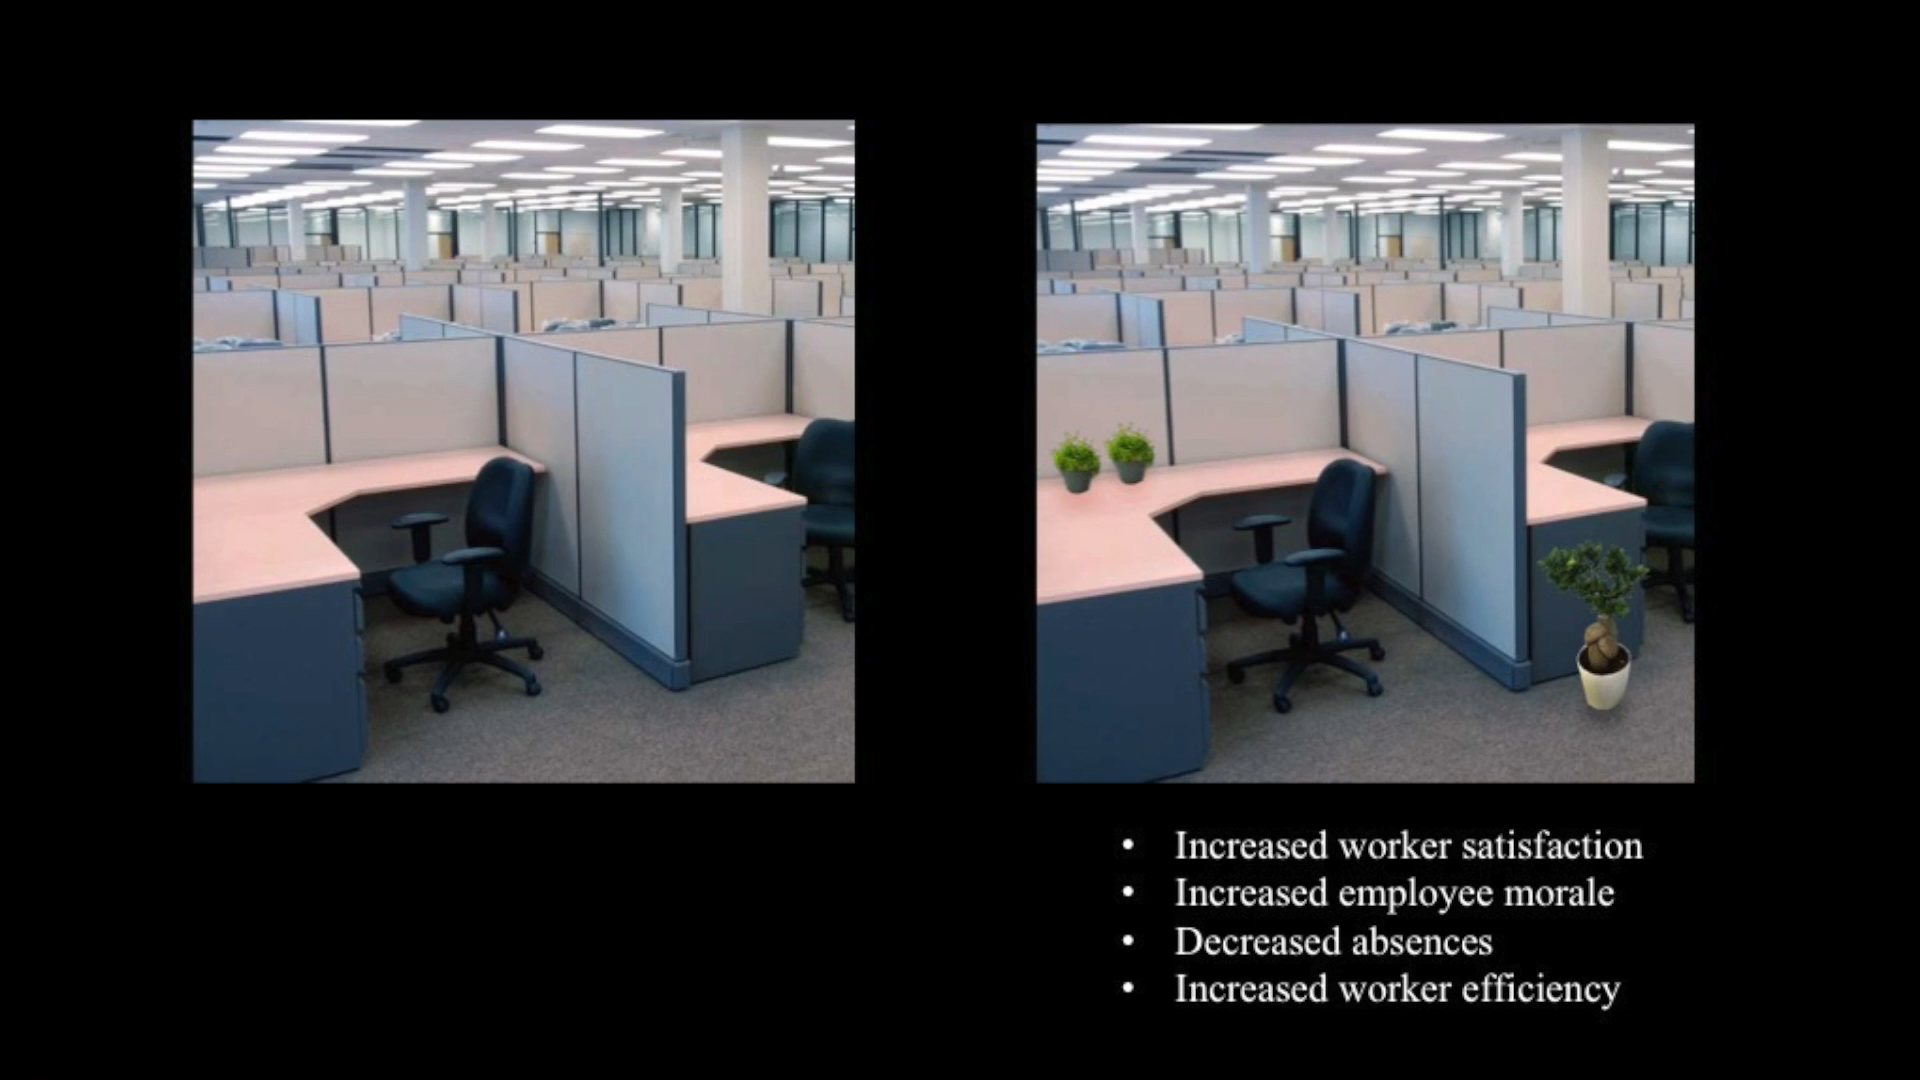 • Increased worker satisfaction
• Increased employee morale
• Decreased absences
• Increased worker efficiency